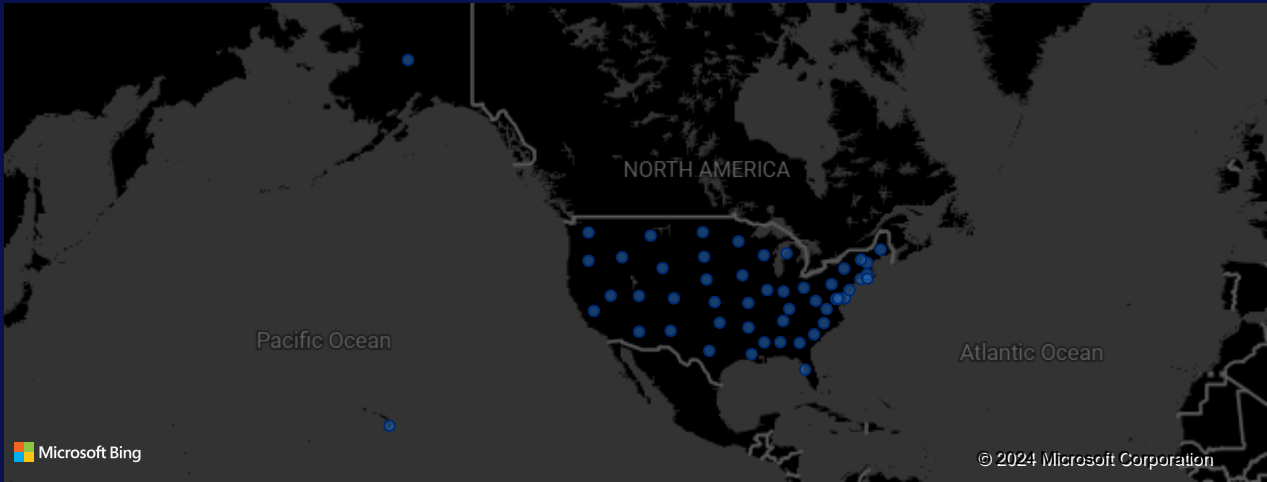 NORTH AMERICA
Pacific Ocean
Atlantic Ocean
Microsoft Bing
© 2024 Microsoft Corporation